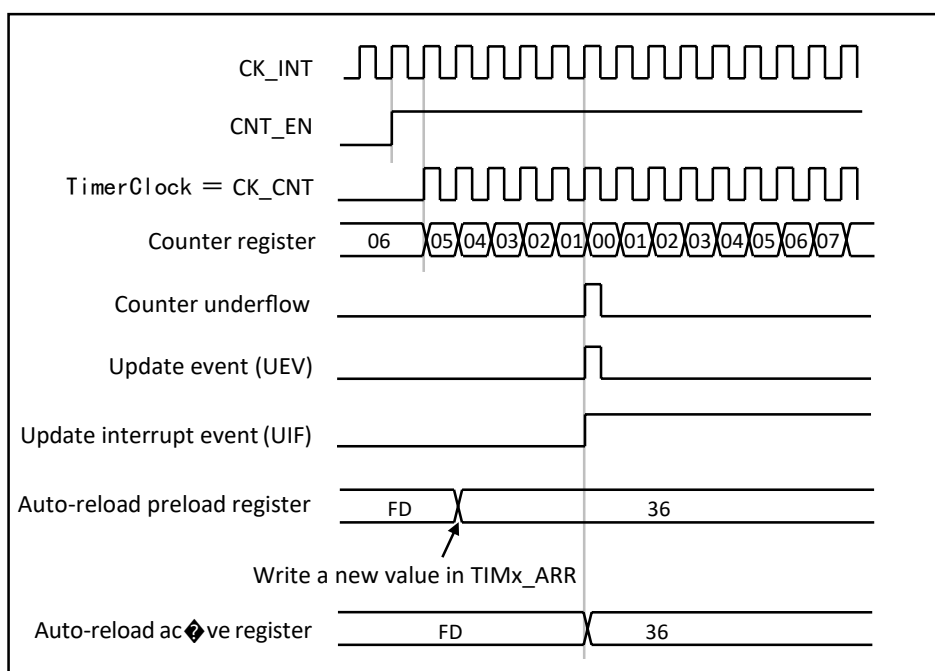 CK_INT
CNT_EN
TimerClock = CK_CNT
Counter register 06 05 04 03 02 01 00 01 02 03 04 05 06 07
Counter underflow
Update event (UEV)
Update interrupt event (UIF)
Auto-reload preload register FD 36
Write a new value in TIMx_ARR
Auto-reload ac�ve register FD 36